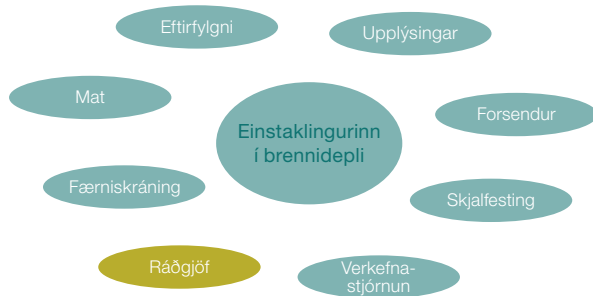 Eftirfylgni
Upplýsingar
Mat
Forsendur
Einstaklingurinn
í brennidepli
Færniskráning
Skjalfesting
Ráðgjöf
Verkefna-
stjórnun